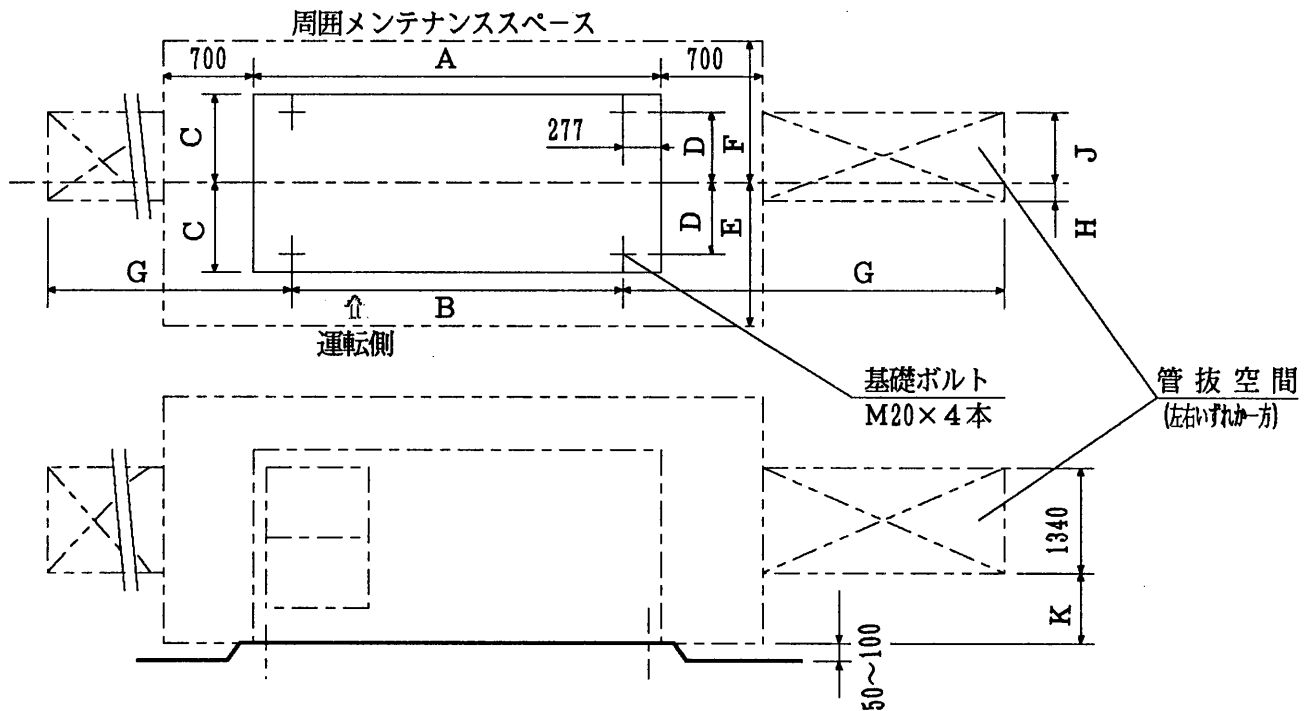 周囲メンテナンススペース
700
A
700
C
277
D
F
J
C
D
E
H
G
B
G
運転側
基礎ボルト
M20×4本
管抜空間
(左右いずれか一方)
1340
K
50～100